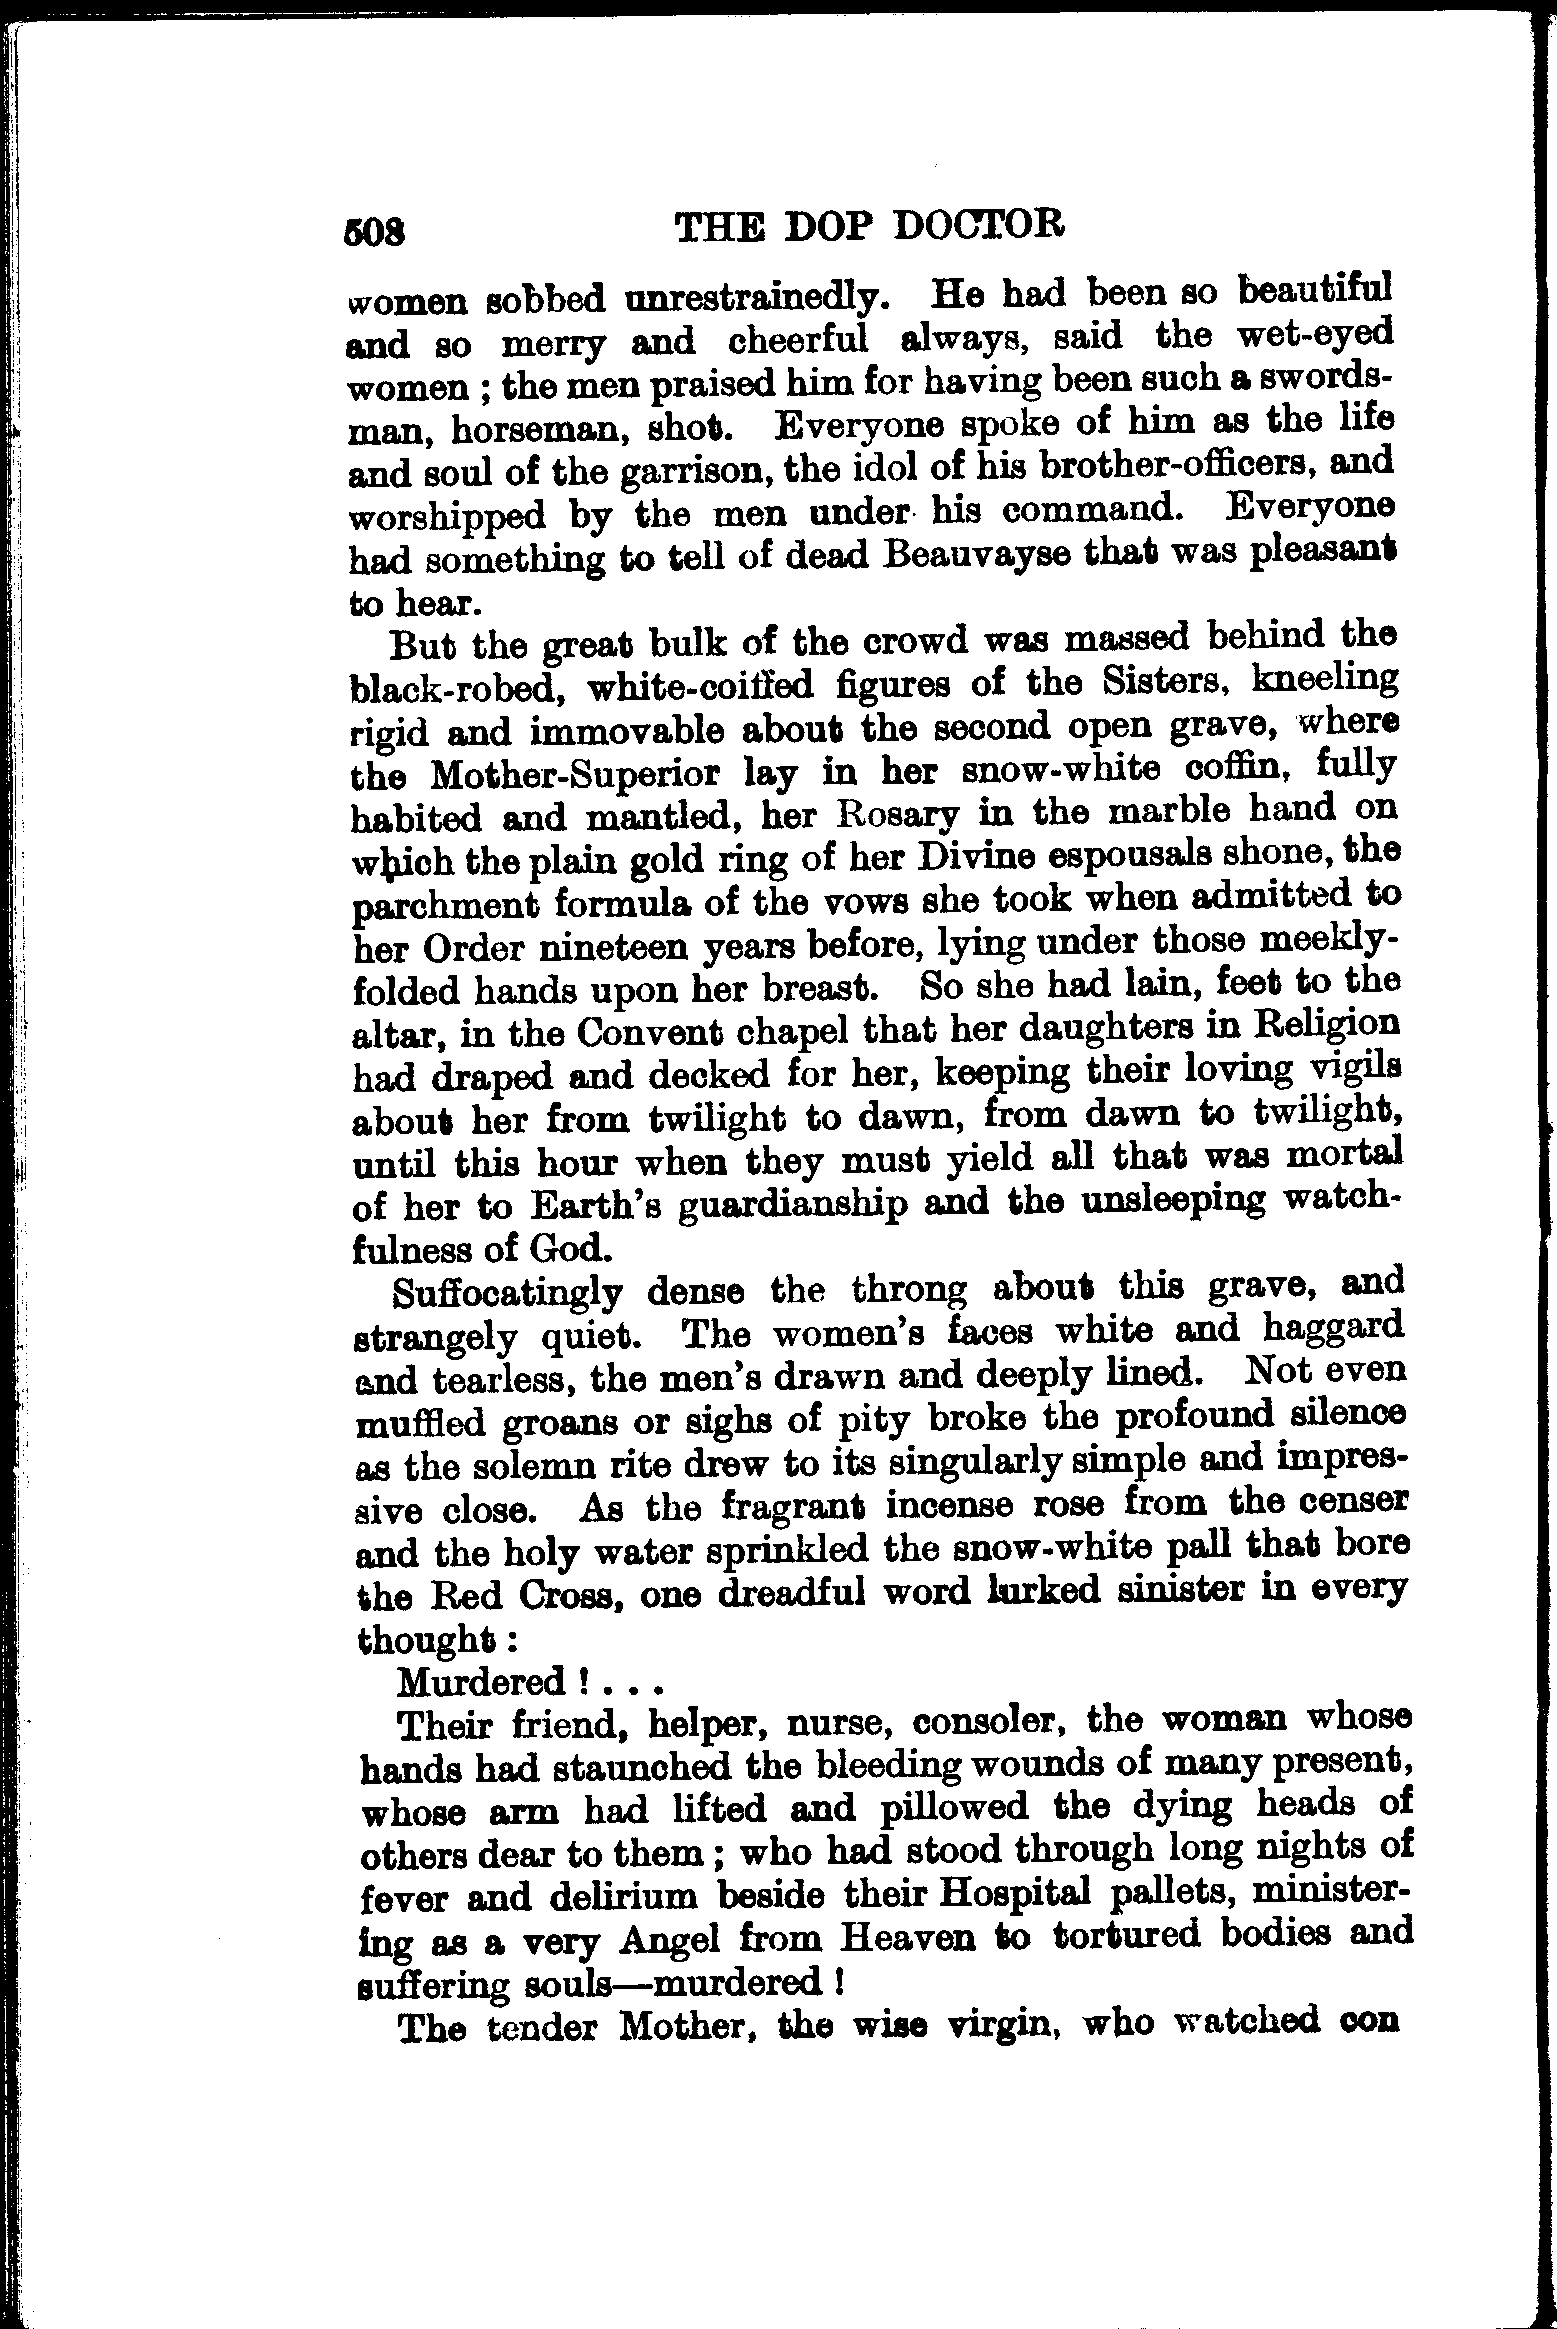 508 THE DOP DOCTOR
women sobbed unrestrainedly. He had been so beautiful
and so merry and cheerful always, said the wet-eyed
women ; the men praised him for having been such a swords-
man, horseman, shot. Everyone spoke of him as the life
and soul of the garrison, the idol of his brother-officers, and
worshipped by the men under his command. Everyone
had something to tell of dead Beauvayse that was pleasant
to hear.
But the great bulk of the crowd was massed behind the
black-robed, white-coiffed figures of the Sisters, kneeling
rigid and immovable about the second open grave, where
the Mother-Superior lay in her snow-white coffin, fully
habited and mantled, her Rosary in the marble hand on
which the plain gold ring of her Divine espousals shone, the
parchment formula of the vows she took when admitted to
her Order nineteen years before, lying under those meekly-
folded hands upon her breast. So she had lain, feet to the
altar, in the Convent chapel that her daughters in Religion
had draped and decked for her, keeping their loving vigils
about her from twilight to dawn, from dawn to twilight,
until this hour when they must yield all that was mortal
of her to Earth's guardianship and the unsleeping watch-
fulness of God.
Suffocatingly dense the throng about this grave, and
strangely quiet. The women's faces white and haggard
and tearless, the men's drawn and deeply lined. Not even
muffled groans or sighs of pity broke the profound silence
as the solemn rite drew to its singularly simple and impres-
sive close. As the fragrant incense rose from the censer
and the holy water sprinkled the snow-white pall that bore
the Red Cross, one dreadful word lurked sinister in every
thought :
Murdered ! . . .
Their friend, helper, nurse, consoler, the woman whose
hands had staunched the bleeding wounds of many present,
whose arm had lifted and pillowed the dying heads of
others dear to them ; who had stood through long nights of
fever and delirium beside their Hospital pallets, minister-
ing as a very Angel from Heaven to tortured bodies and
suffering souls—murdered !
The tender Mother, the wise virgin, who watched con